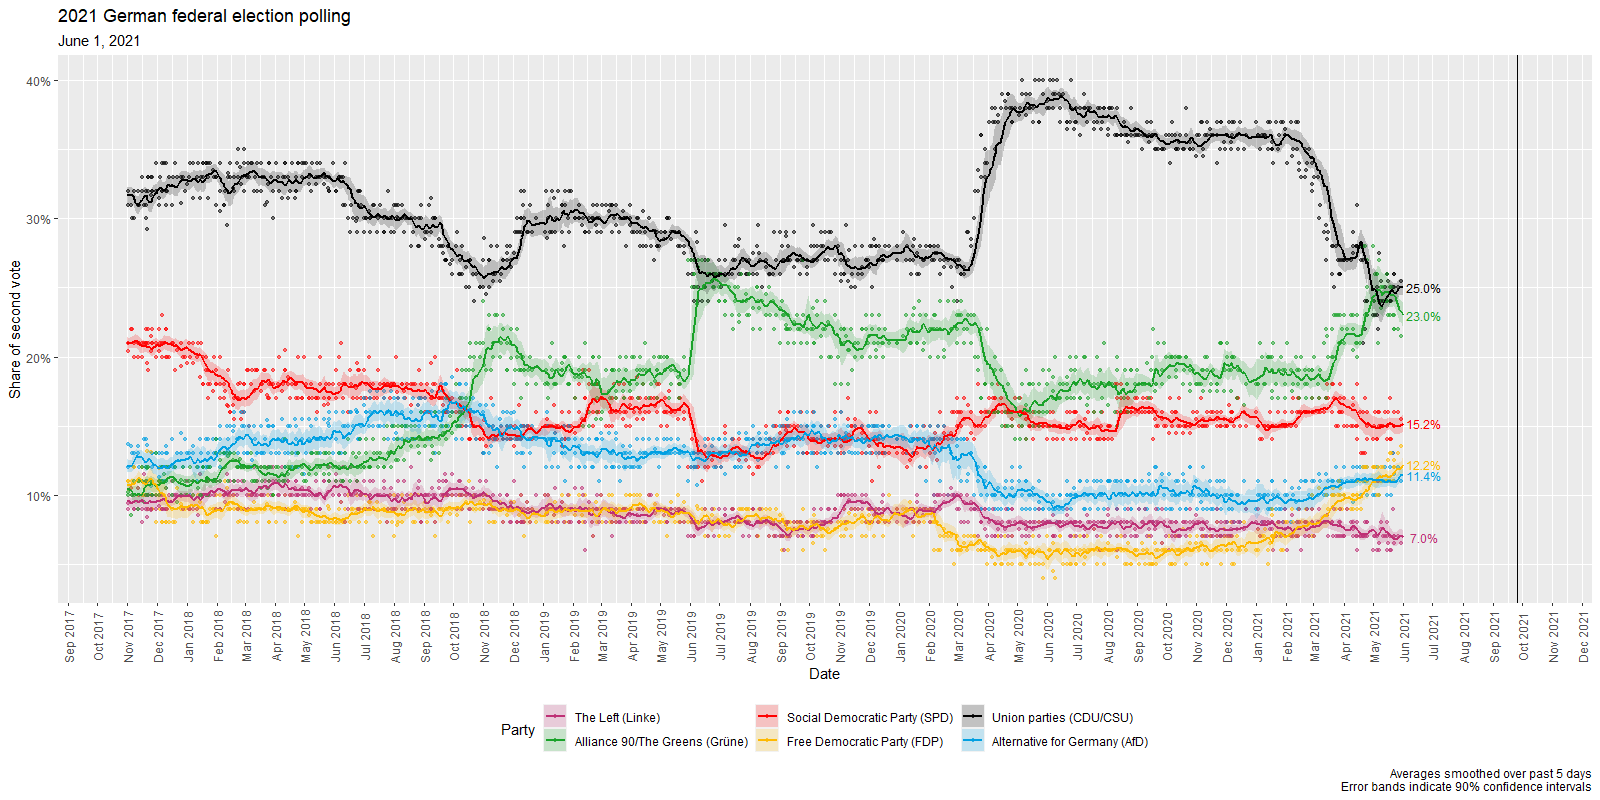 2021 German federal election polling
June 1, 2021
Share of second vote
40%
30%
20%
10%
25.0%
23.0%
15.2%
12.2%
11.4%
7.0%
Sep 2017
Oct 2017
Nov 2017
Dec 2017
Jan 2018
Feb 2018
Mar 2018
Apr 2018
May 2018
Jun 2018
Jul 2018
Aug 2018
Sep 2018
Oct 2018
Nov 2018
Dec 2018
Jan 2019
Feb 2019
Mar 2019
Apr 2019
May 2019
Jun 2019
Jul 2019
Aug 2019
Sep 2019
Oct 2019
Nov 2019
Dec 2019
Jan 2020
Feb 2020
Mar 2020
Apr 2020
May 2020
Jun 2020
Jul 2020
Aug 2020
Sep 2020
Oct 2020
Nov 2020
Dec 2020
Jan 2021
Feb 2021
Mar 2021
Apr 2021
May 2021
Jun 2021
Jul 2021
Aug 2021
Sep 2021
Oct 2021
Nov 2021
Dec 2021
Date
Party
The Left (Linke)
Social Democratic Party (SPD)
Union parties (CDU/CSU)
Alliance 90/The Greens (Grüne)
Free Democratic Party (FDP)
Alternative for Germany (AfD)
Averages smoothed over past 5 days
Error bands indicate 90% confidence intervals